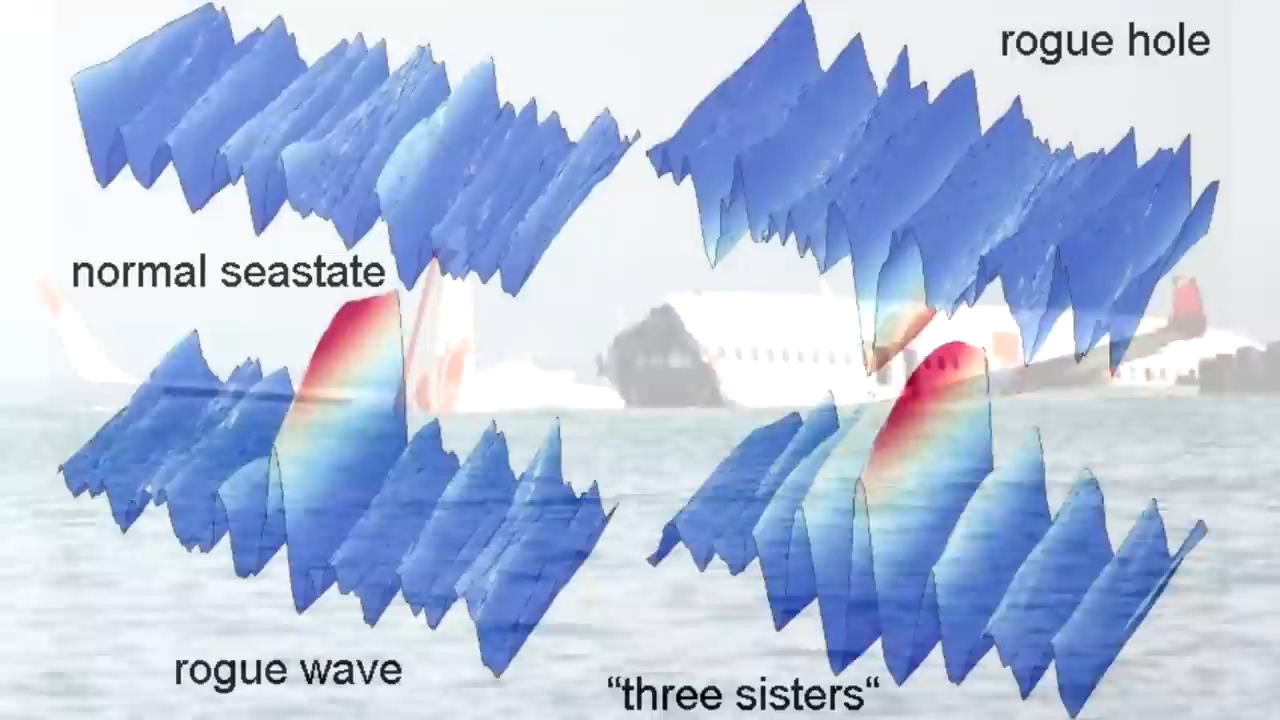 rogue hole
normal seastate
rogue wave
“three sisters“